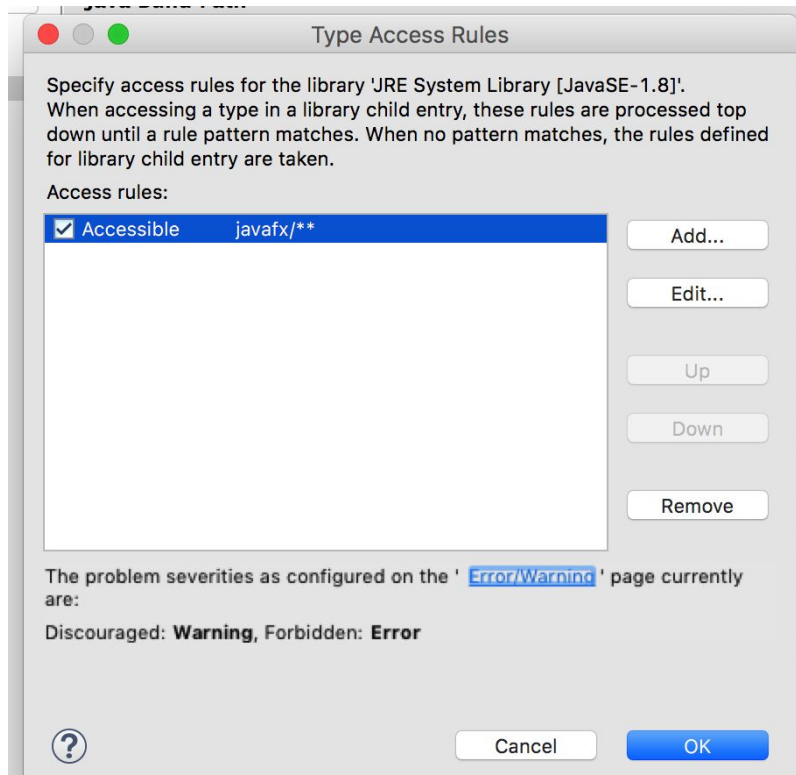 Java Build Path
Type Access Rules
Specify access rules for the library 'JRE System Library [JavaSE-1.8]'.
When accessing a type in a library child entry, these rules are processed top
down until a rule pattern matches. When no pattern matches, the rules defined
for library child entry are taken.
Access rules:
Accessible javafx/**
Add...
Edit...
Up
Down
Remove
The problem severities as configured on the ' Error/Warning ' page currently
are:
Discouraged: Warning, Forbidden: Error
?
Cancel
OK